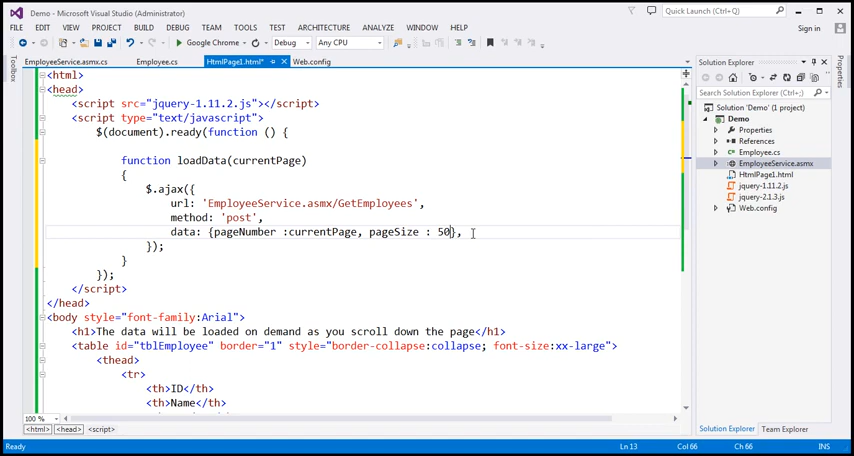 Demo - Microsoft Visual Studio (Administrator)
Quick Launch (Ctrl+;)
FILE EDIT VIEW PROJECT BUILD DEBUG TEAM TOOLS TEST ARCHITECTURE ANALYZE WINDOW HELP
Sign in
Google Chrome Debug Any CPU
Toolbox
EmployeeService.asmx.cs Employee.cs HtmlPage1.html* Web.config
<html>
<head>
<script src="jquery-1.11.2.js"></script>
<script type="text/javascript">
$(document).ready(function () {
function loadData(currentPage)
{
$.ajax({
url: 'EmployeeService.asmx/GetEmployees',
method: 'post',
data: {pageNumber :currentPage, pageSize : 50},
});
}
});
</script>
</head>
<body style="font-family:Arial">
<h1>The data will be loaded on demand as you scroll down the page</h1>
<table id="tblEmployee" border="1" style="border-collapse:collapse; font-size:xx-large">
<thead>
<tr>
<th>ID</th>
<th>Name</th>
100 %
<html> <head> <script>
Solution Explorer
Search Solution Explorer (Ctrl+;)
Solution 'Demo' (1 project)
Demo
Properties
References
Employee.cs
EmployeeService.asmx
HtmlPage1.html
jquery-1.11.2.js
jquery-2.1.3.js
Web.config
Solution Explorer Team Explorer
Properties
Ready Ln 13 Col 66 Ch 66 INS